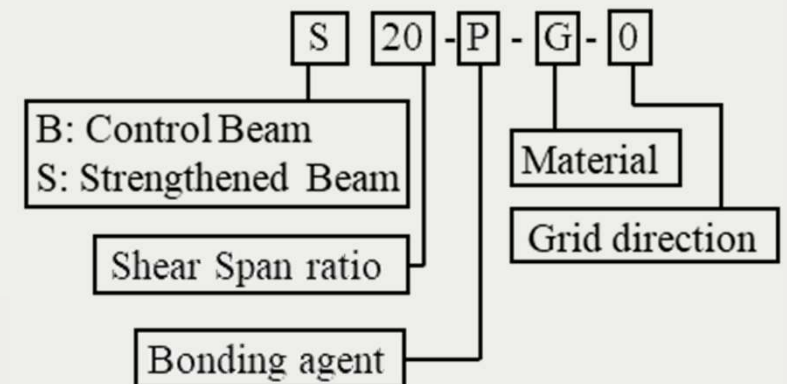 S 20 - P - G - 0
B: Control Beam
S: Strengthened Beam
Material
Grid direction
Shear Span ratio
Bonding agent